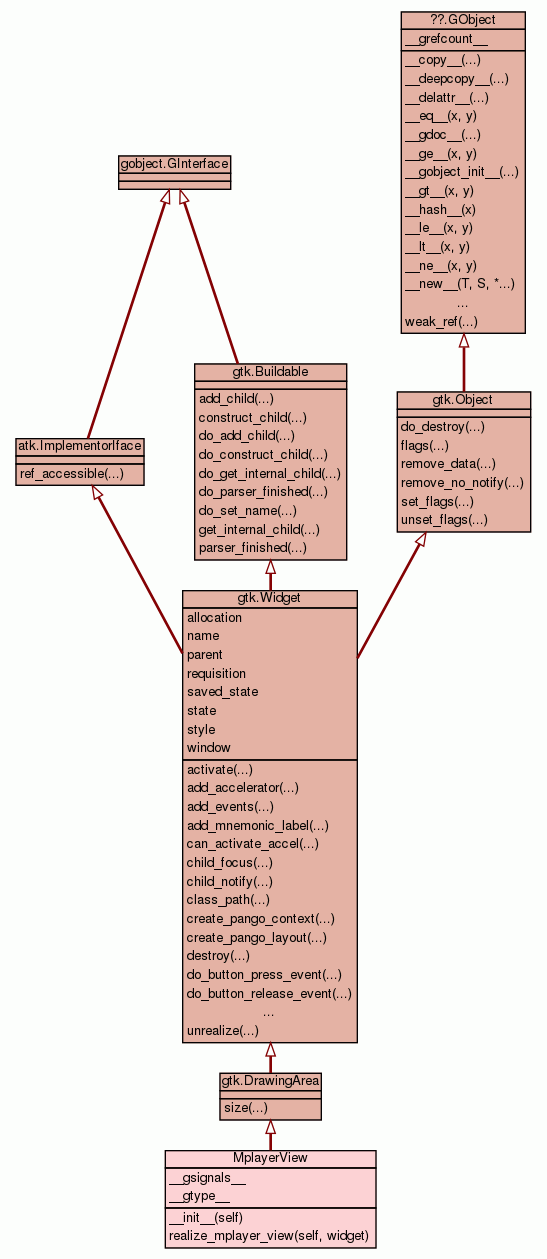 ??.GObject
__grefcount__
__copy__(...)
__deepcopy__(...)
__delattr__(...)
__eq__(x, y)
__gdoc__(...)
__ge__(x, y)
__gobject_init__(...)
__gt__(x, y)
__hash__(x)
__le__(x, y)
__lt__(x, y)
__ne__(x, y)
__new__(T, S, *...)
...
weak_ref(...)
gobject.GInterface
gtk.Buildable
add_child(...)
construct_child(...)
do_add_child(...)
do_construct_child(...)
do_get_internal_child(...)
do_parser_finished(...)
do_set_name(...)
get_internal_child(...)
parser_finished(...)
gtk.Object
do_destroy(...)
flags(...)
remove_data(...)
remove_no_notify(...)
set_flags(...)
unset_flags(...)
atk.ImplementorIface
ref_accessible(...)
gtk.Widget
allocation
name
parent
requisition
saved_state
state
style
window
activate(...)
add_accelerator(...)
add_events(...)
add_mnemonic_label(...)
can_activate_accel(...)
child_focus(...)
child_notify(...)
class_path(...)
create_pango_context(...)
create_pango_layout(...)
destroy(...)
do_button_press_event(...)
do_button_release_event(...)
...
unrealize(...)
gtk.DrawingArea
size(...)
MplayerView
__gsignals__
__gtype__
__init__(self)
realize_mplayer_view(self, widget)